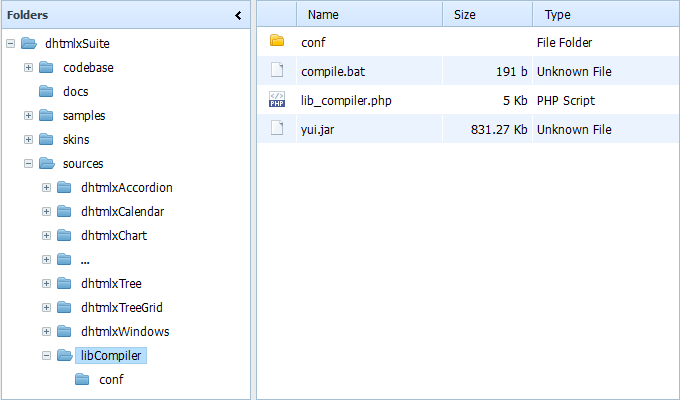 Folders
dhtmlxSuite
codebase
docs
samples
skins
sources
dhtmlxAccordion
dhtmlxCalendar
dhtmlxChart
...
dhtmlxTree
dhtmlxTreeGrid
dhtmlxWindows
libCompiler
conf
Name Size Type
conf File Folder
compile.bat 191 b Unknown File
PHP lib_compiler.php 5 Kb PHP Script
yui.jar 831.27 Kb Unknown File